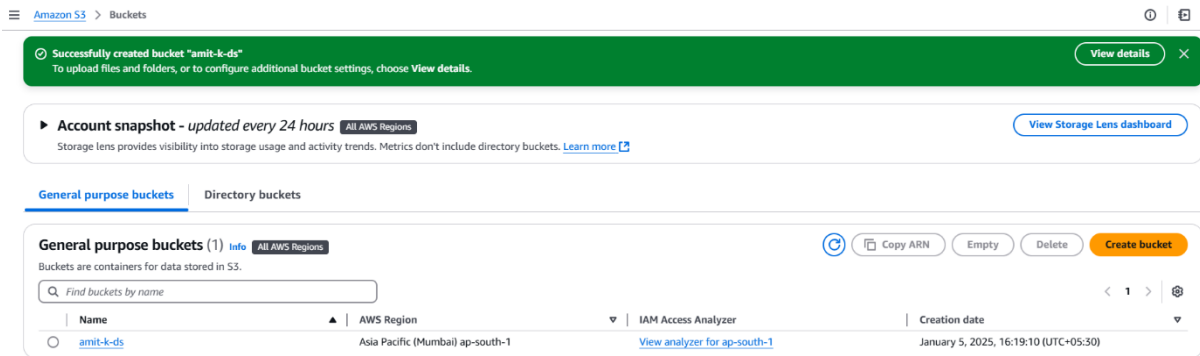 Amazon S3 > Buckets
Successfully created bucket "amit-k-ds"
View details
To upload files and folders, or to configure additional bucket settings, choose View details.
Account snapshot - updated every 24 hours All AWS Regions
View Storage Lens dashboard
Storage lens provides visibility into storage usage and activity trends. Metrics don't include directory buckets. Learn more
General purpose buckets Directory buckets
General purpose buckets (1) Info All AWS Regions
Copy ARN Empty Delete Create bucket
Buckets are containers for data stored in S3.
Find buckets by name
< 1 >
Name AWS Region IAM Access Analyzer Creation date
amit-k-ds Asia Pacific (Mumbai) ap-south-1 View analyzer for ap-south-1 January 5, 2025, 16:19:10 (UTC+05:30)